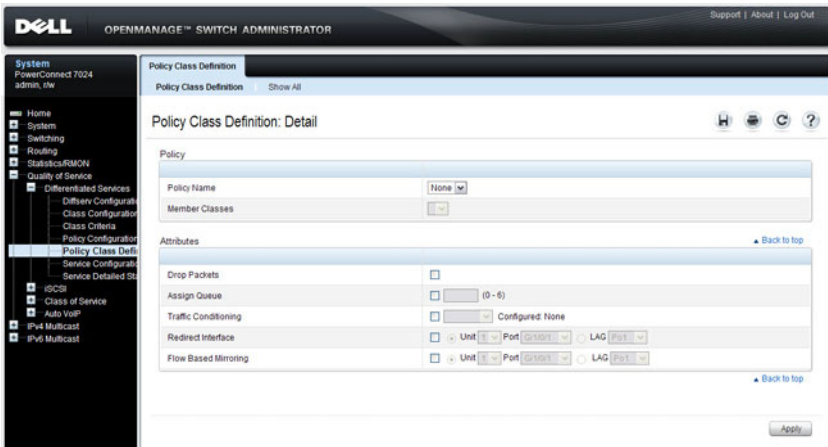 Support | About | Log Out
DELL OPENMANAGE™ SWITCH ADMINISTRATOR
System
PowerConnect 7024
admin, r/w
Home
System
Switching
Routing
Statistics/RMON
Quality of Service
Differentiated Services
Diffserv Configurati
Class Configuration
Class Criteria
Policy Configuration
Policy Class Defi
Service Configurati
Service Detailed Sta
iSCSI
Class of Service
Auto VoIP
IPv4 Multicast
IPv6 Multicast
Policy Class Definition
Policy Class Definition Show All
Policy Class Definition: Detail
Policy
Policy Name None
Member Classes
Attributes Back to top
Drop Packets
Assign Queue (0 - 6)
Traffic Conditioning Configured: None
Redirect Interface Unit 1 Port LAG Po1
Flow Based Mirroring Unit 1 Port LAG Po1
Back to top
Apply